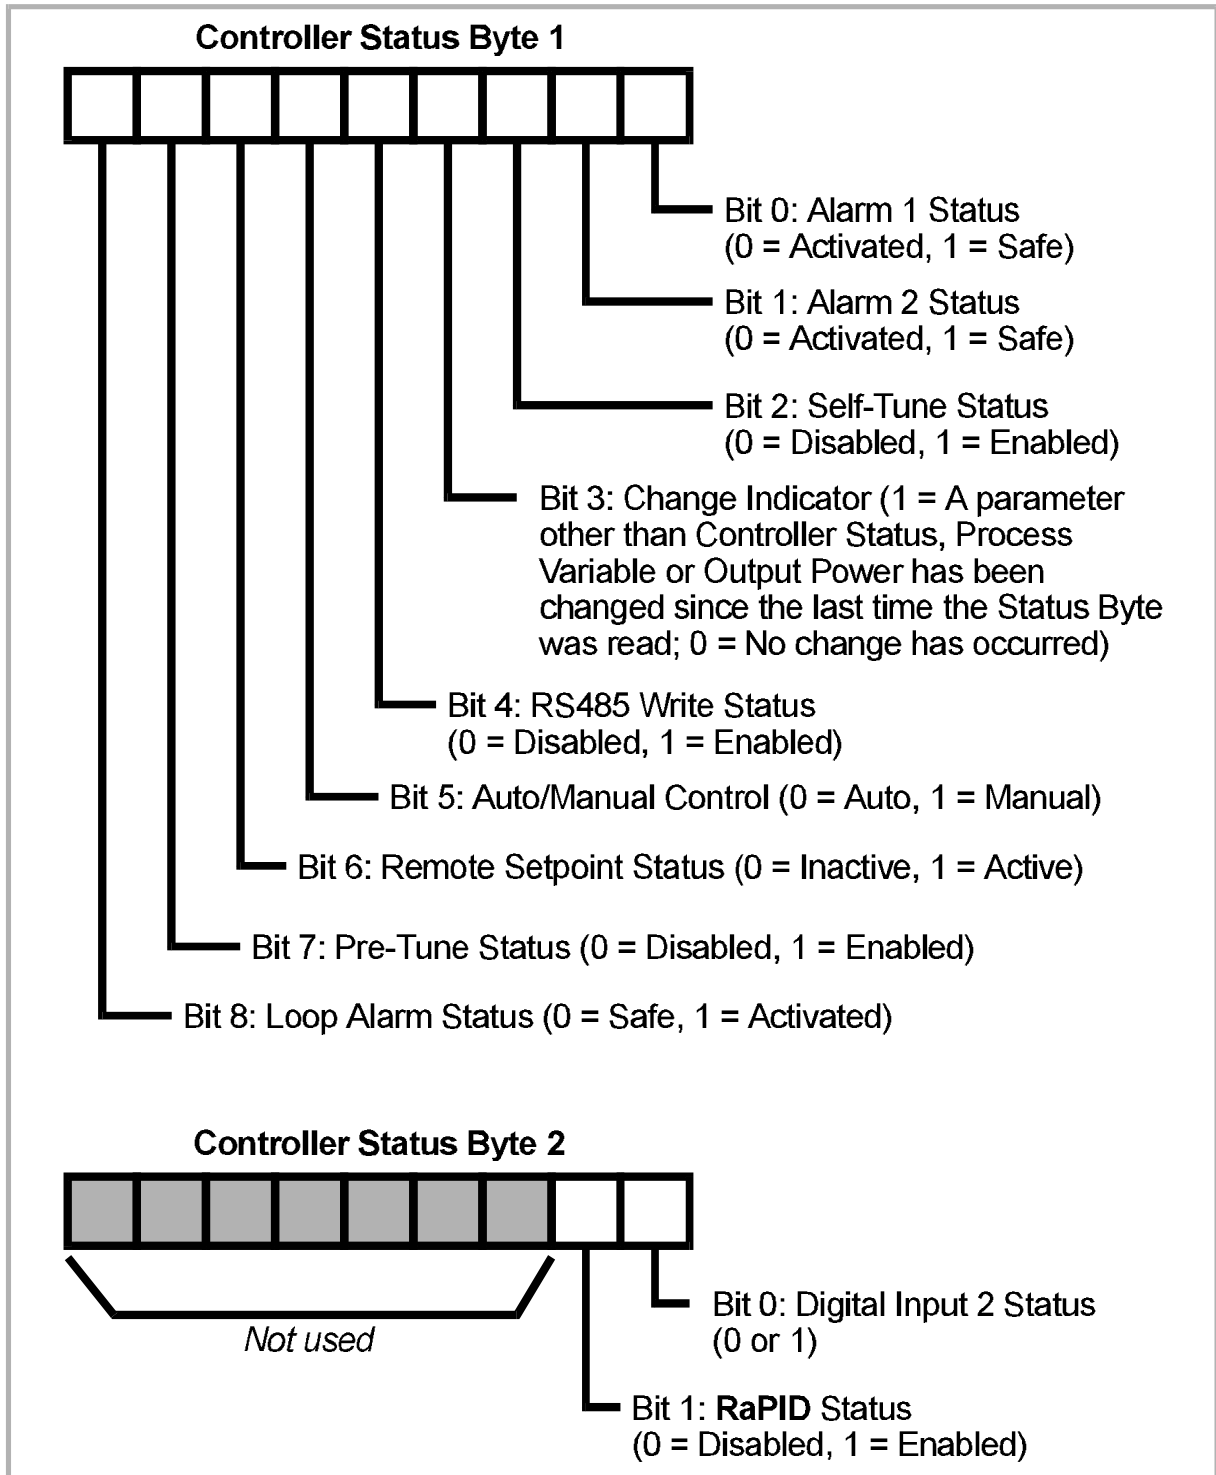 Controller Status Byte 1
Bit 0: Alarm 1 Status
(0 = Activated, 1 = Safe)
Bit 1: Alarm 2 Status
(0 = Activated, 1 = Safe)
Bit 2: Self-Tune Status
(0 = Disabled, 1 = Enabled)
Bit 3: Change Indicator (1 = A parameter
other than Controller Status, Process
Variable or Output Power has been
changed since the last time the Status Byte
was read; 0 = No change has occurred)
Bit 4: RS485 Write Status
(0 = Disabled, 1 = Enabled)
Bit 5: Auto/Manual Control (0 = Auto, 1 = Manual)
Bit 6: Remote Setpoint Status (0 = Inactive, 1 = Active)
Bit 7: Pre-Tune Status (0 = Disabled, 1 = Enabled)
Bit 8: Loop Alarm Status (0 = Safe, 1 = Activated)
Controller Status Byte 2
Not used
Bit 0: Digital Input 2 Status
(0 or 1)
Bit 1: RaPID Status
(0 = Disabled, 1 = Enabled)